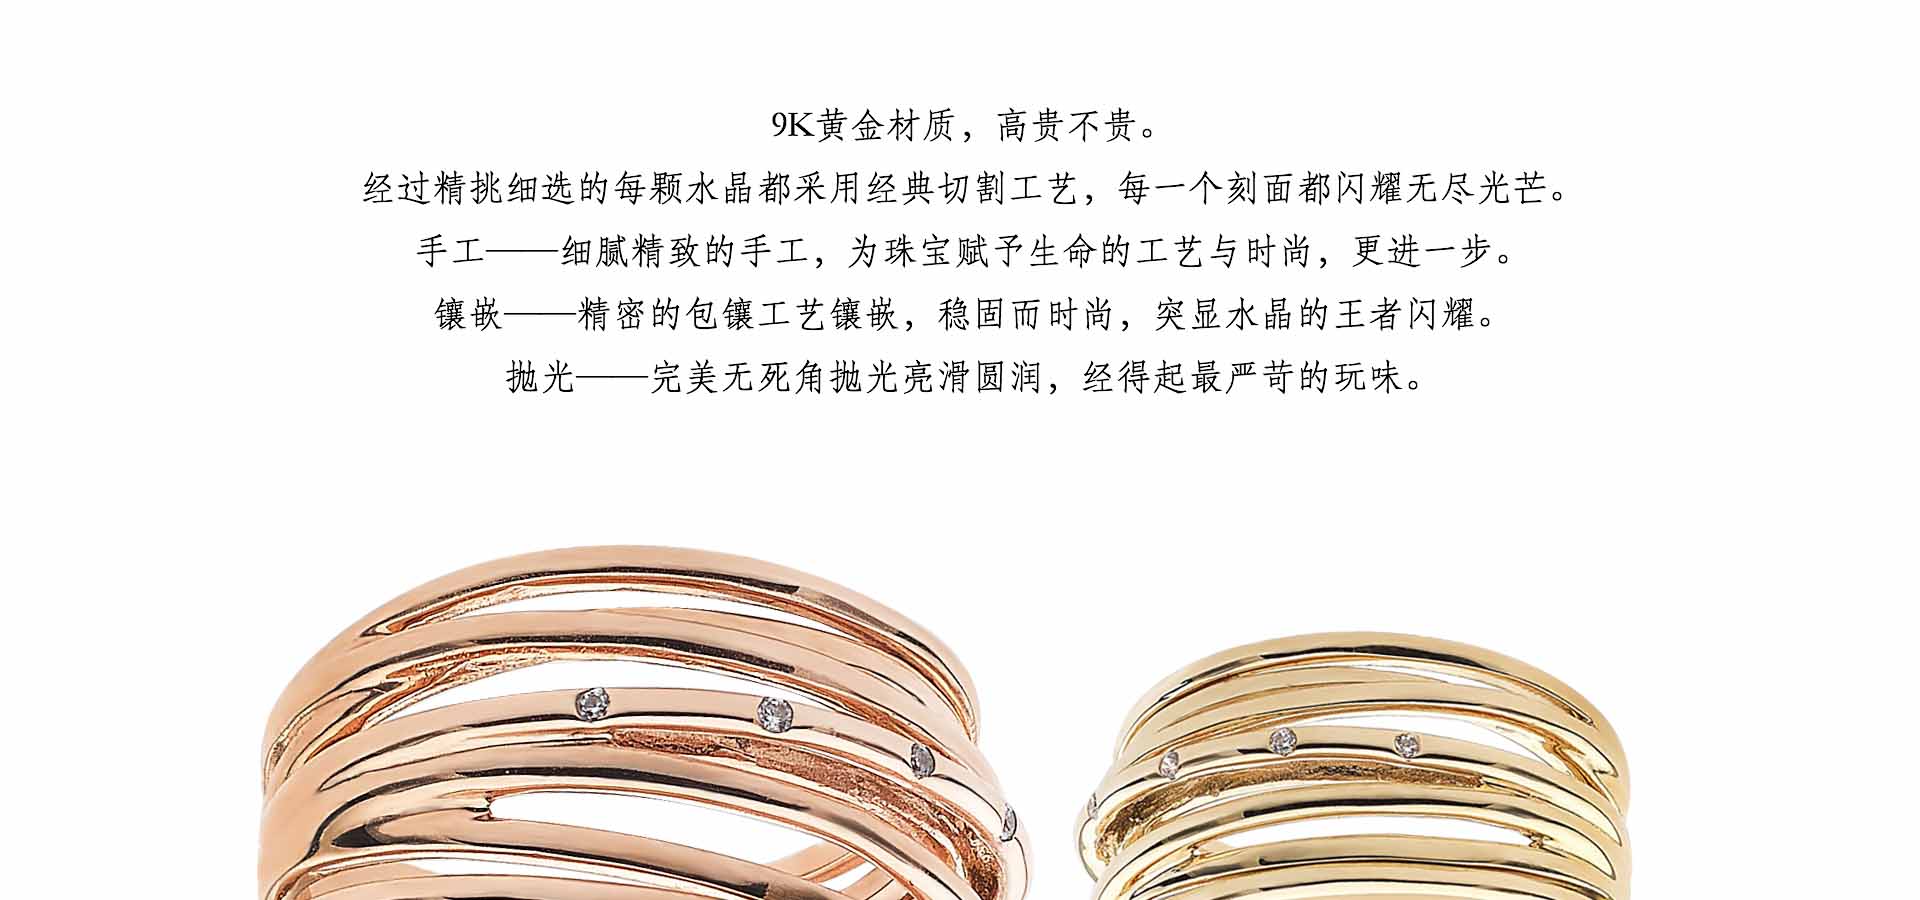 9K黄金材质，高贵不贵。
经过精挑细选的每颗水晶都采用经典切割工艺，每一个刻面都闪耀无尽光芒。
手工——细腻精致的手工，为珠宝赋予生命的工艺与时尚，更进一步。
镶嵌——精密的包镶工艺镶嵌，稳固而时尚，突显水晶的王者闪耀。
抛光——完美无死角抛光亮滑圆润，经得起最严苛的玩味。